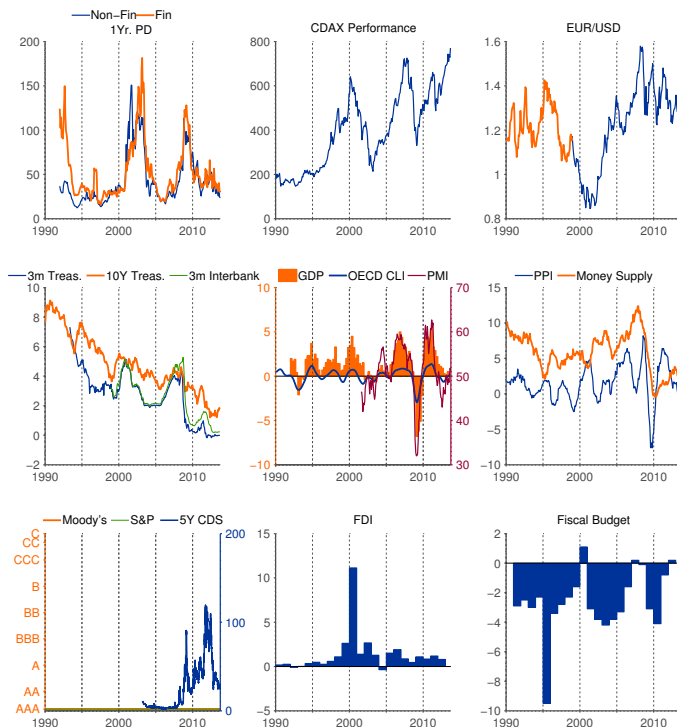 Non−Fin Fin
1Yr. PD
200
150
100
50
0
1990 2000 2010
CDAX Performance
800
600
400
200
0
1990 2000 2010
EUR/USD
1.6
1.4
1.2
1
0.8
1990 2000 2010
3m Treas. 10Y Treas. 3m Interbank
10
8
6
4
2
0
−2
1990 2000 2010
GDP OECD CLI PMI
10 70
5 60
0 50
−5 40
−10 30
1990 2000 2010
PPI Money Supply
15
10
5
0
−5
−10
1990 2000 2010
Moody's S&P 5Y CDS
C 200
CC
CCC
B
BB 100
BBB
A
AA
AAA 0
1990 2000 2010
FDI
15
10
5
0
−5
1990 2000 2010
Fiscal Budget
2
0
−2
−4
−6
−8
−10
1990 2000 2010